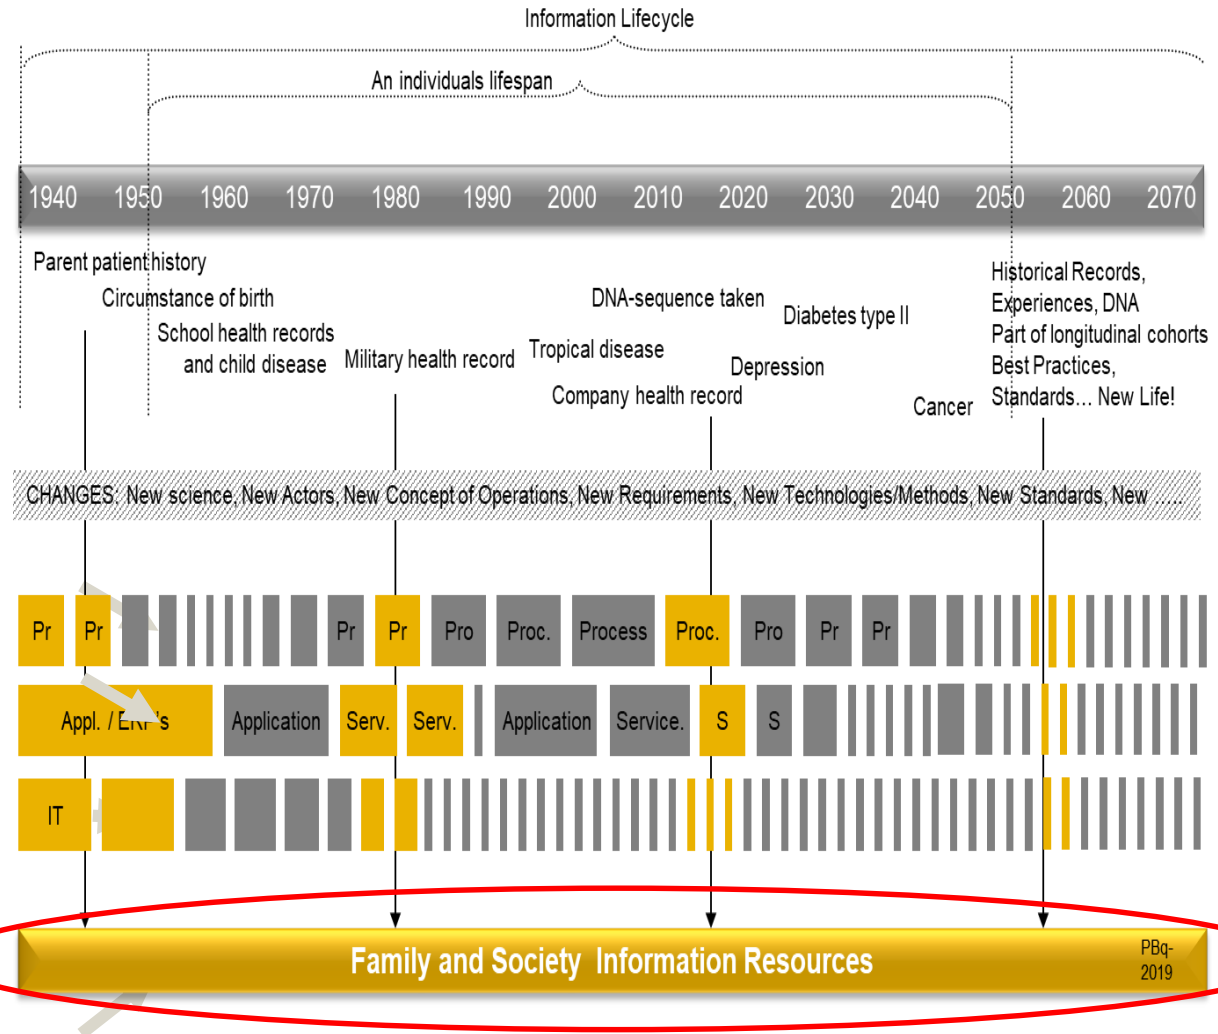 Information Lifecycle
An individuals lifespan
1940 1950 1960 1970 1980 1990 2000 2010 2020 2030 2040 2050 2060 2070
Parent patient history
Circumstance of birth
School health records
and child disease
Military health record
Tropical disease
DNA-sequence taken
Company health record
Depression
Diabetes type II
Cancer
Historical Records,
Experiences, DNA
Part of longitudinal cohorts
Best Practices,
Standards… New Life!
CHANGES: New science, New Actors, New Concept of Operations, New Requirements, New Technologies/Methods, New Standards, New …..
Pr Pr Pr Pr Pro Proc. Process Proc. Pro Pr Pr
Appl. / ERP's Application Serv. Serv. Application Service. S S
IT
Family and Society Information Resources
PBq-
2019